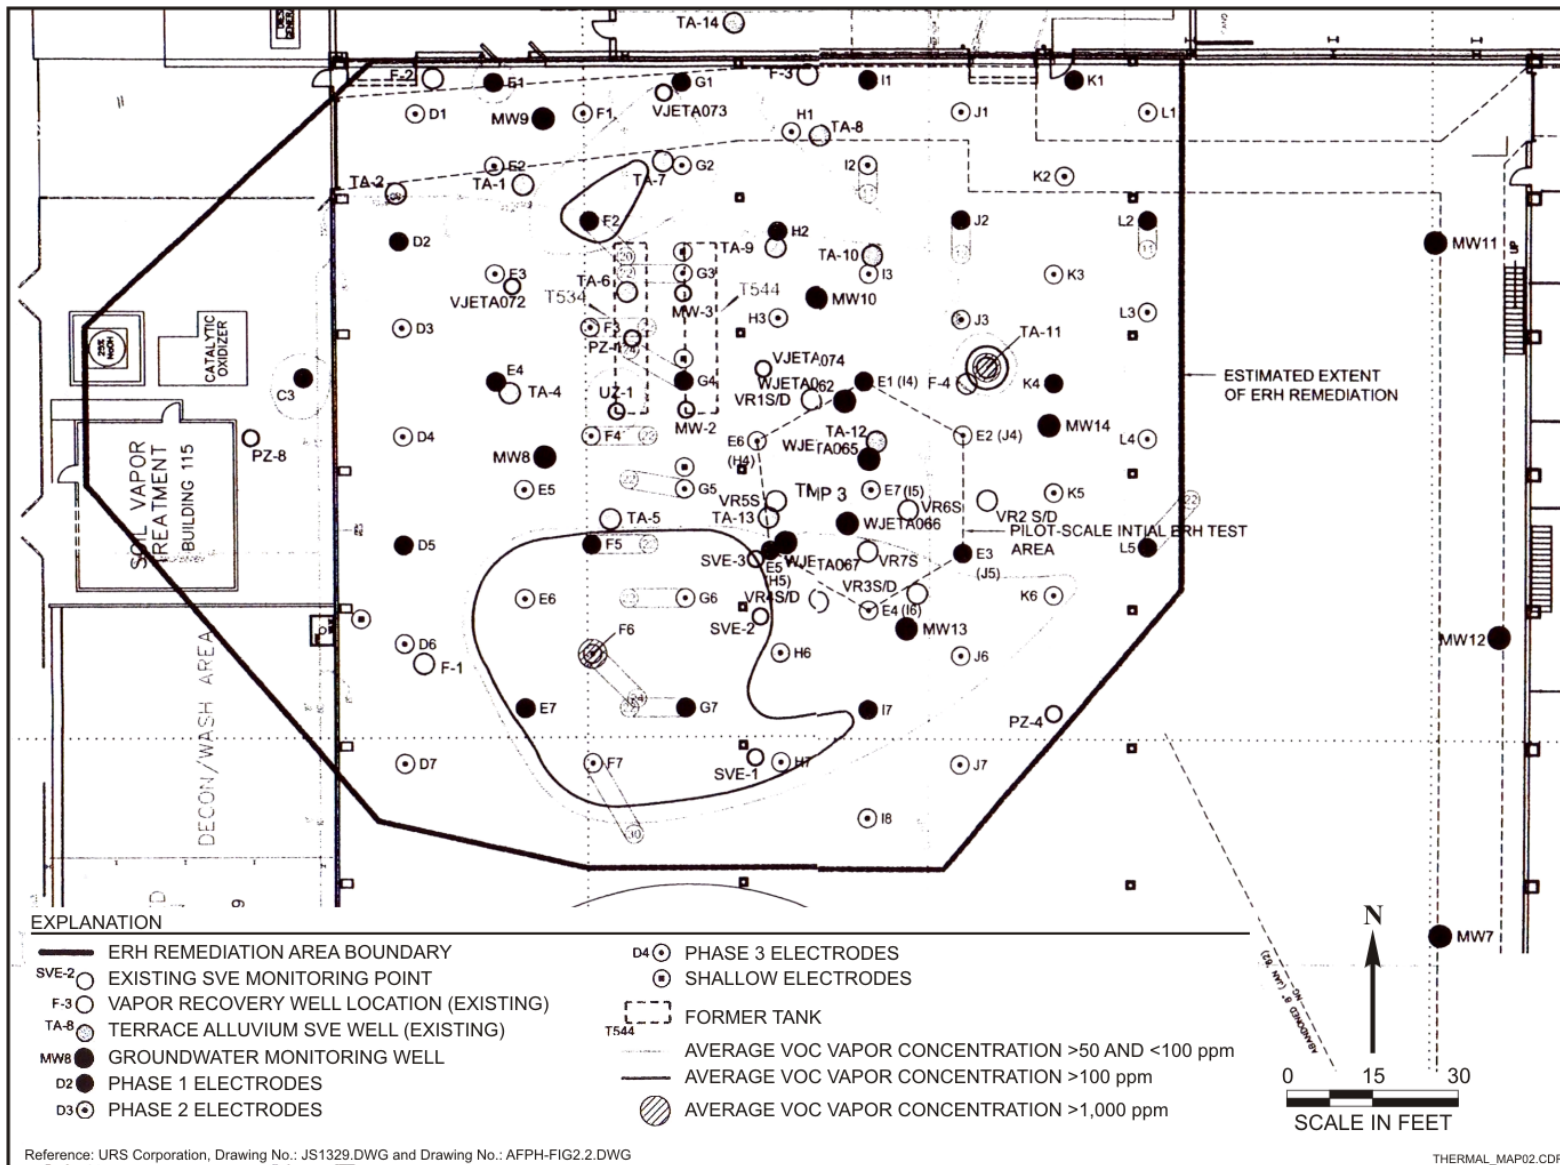 TA-14
F-2
E1
G1
F-3
I1
K1
D1
MW9
F1
VJETA073
H1
TA-8
J1
L1
E2
TA-2
TA-1
TA-7
G2
I2
K2
F2
D2
H2
J2
L2
MW11
UP
TA-9
TA-10
E3
G3
I3
K3
TA-6
VJETA072
T534
T544
MW-3
MW10
H3
L3
D3
F3
J3
PZ-4
TA-11
25%
NaOH
CATALYTIC
OXIDIZER
VJETA074
C3
E4
TA-4
UZ-1
G4
WJETA062
E1 (I4)
F-4
K4
VR1S/D
ESTIMATED EXTENT
OF ERH REMEDIATION
MW-2
TA-12
MW14
D4
F4
E6
(H4)
WJETA065
E2 (J4)
L4
PZ-8
MW8
SOIL VAPOR
TREATMENT
BUILDING 115
E5
G5
TMP 3
E7 (I5)
K5
VR5S
VR6S
VR2 S/D
22
TA-5
TA-13
WJETA066
PILOT-SCALE INTIAL ERH TEST
AREA
D5
F5
SVE-3
E5
(H5)
WJETA067
VR7S
E3
(J5)
L5
VR3S/D
VR4S/D
E6
G6
K6
SVE-2
E4 (I6)
MW13
MW12
D6
F6
H6
J6
F-1
24
E7
G7
I7
PZ-4
D7
F7
SVE-1
H7
J7
30
I8
DECON/WASH AREA
D
9
N
MW7
ABANDONED 8" NG (JAN '82)
EXPLANATION
ERH REMEDIATION AREA BOUNDARY
SVE-2 EXISTING SVE MONITORING POINT
F-3 VAPOR RECOVERY WELL LOCATION (EXISTING)
TA-8 TERRACE ALLUVIUM SVE WELL (EXISTING)
MW8 GROUNDWATER MONITORING WELL
D2 PHASE 1 ELECTRODES
D3 PHASE 2 ELECTRODES
D4 PHASE 3 ELECTRODES
SHALLOW ELECTRODES
T544 FORMER TANK
AVERAGE VOC VAPOR CONCENTRATION >50 AND <100 ppm
AVERAGE VOC VAPOR CONCENTRATION >100 ppm
AVERAGE VOC VAPOR CONCENTRATION >1,000 ppm
0 15 30
SCALE IN FEET
Reference: URS Corporation, Drawing No.: JS1329.DWG and Drawing No.: AFPH-FIG2.2.DWG
THERMAL_MAP02.CDR